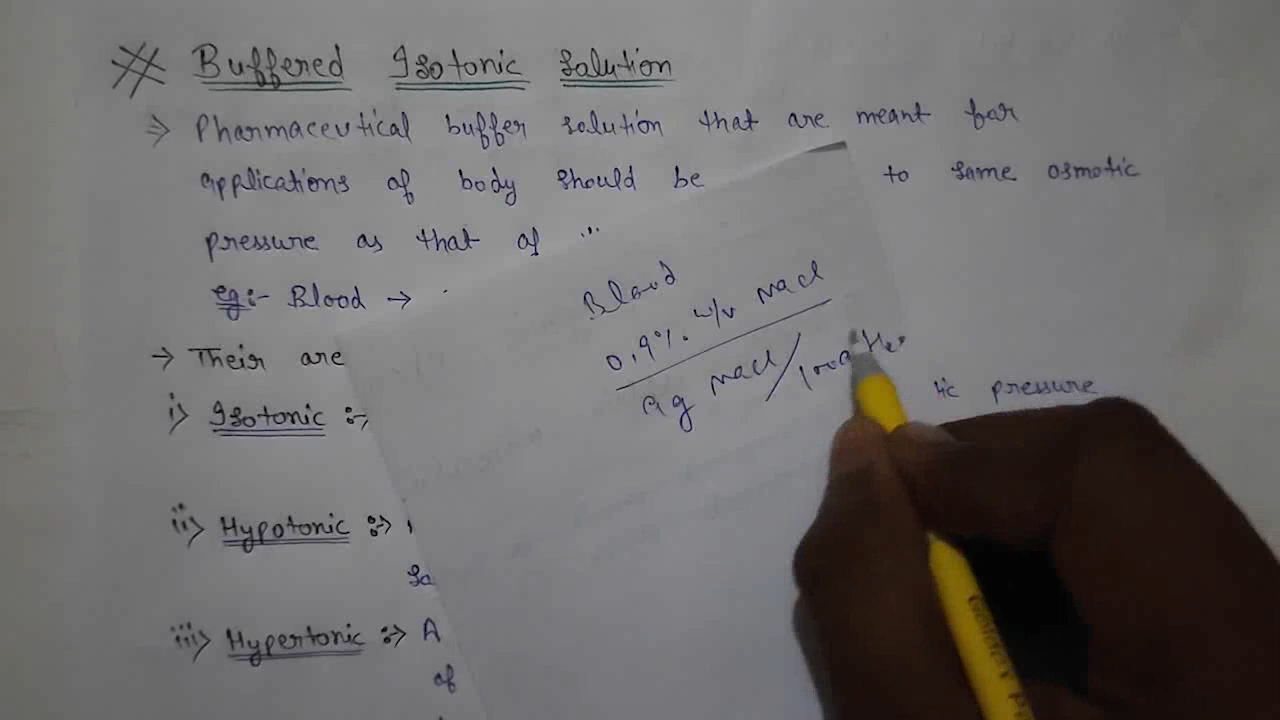 Buffered Isotonic Solution
⇒ Pharmaceutical buffer solution that are meant for
applications of body should be to same osmotic
pressure as that of
eg:- Blood →
→ Their are
i) Isotonic :-
tic pressure
ii) Hypotonic :-
iii) Hypertonic :- A
of
Blood
0.9% w/v NaCl
9g NaCl/